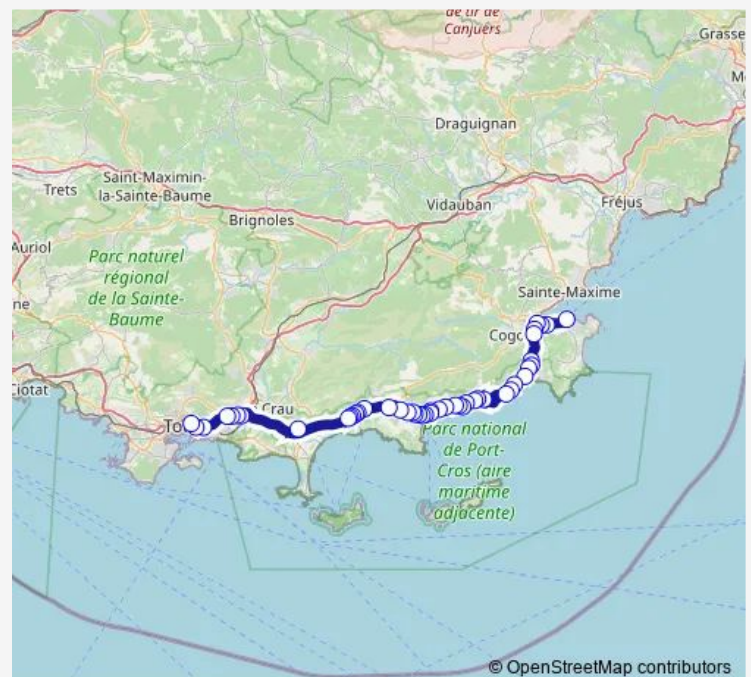 de tir de
Canjuers
Grasse
Draguignan
Saint-Maximin-
la-Sainte-Baume
Trets
Brignoles
Vidauban
Fréjus
Auriol
Parc naturel
régional
de la Sainte-
Baume
Sainte-Maxime
Cogo
Ciotat
Crau
To
Parc national
de Port-
Cros (aire
maritime
adjacente)
© OpenStreetMap contributors